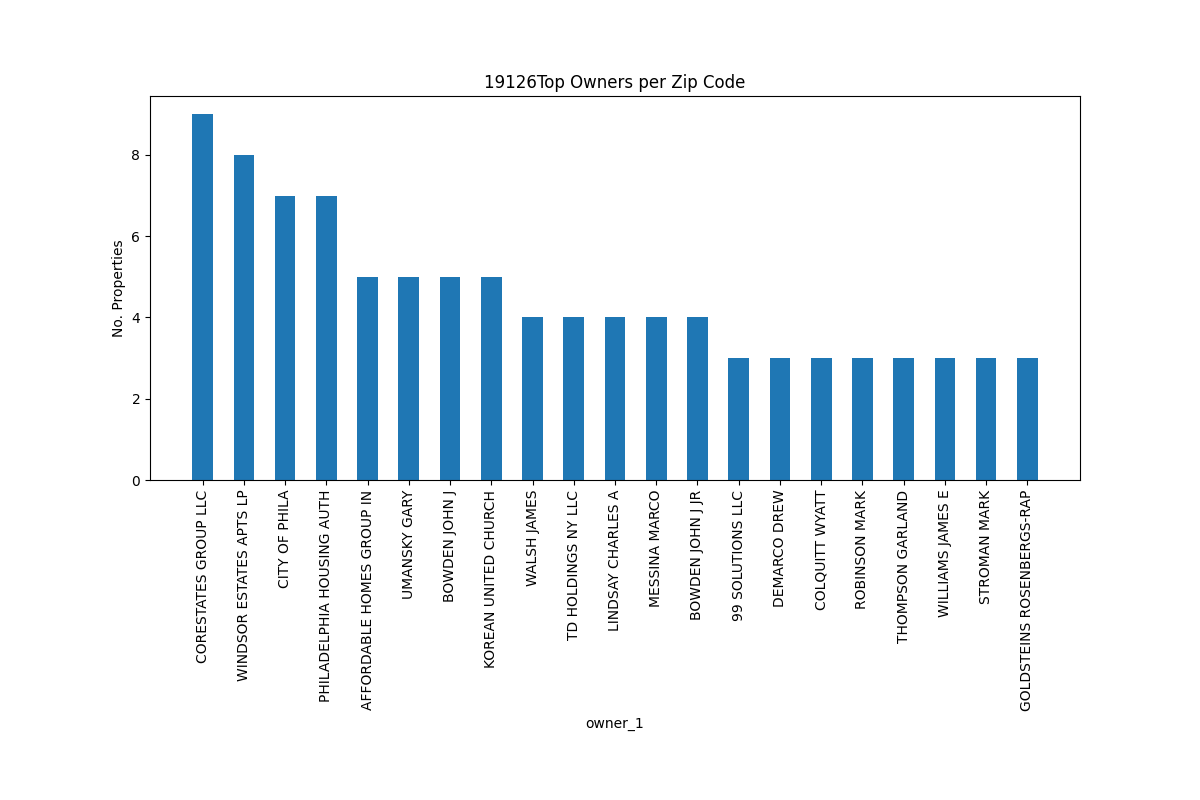 19126Top Owners per Zip Code
No. Properties
8
6
4
2
0
CORESTATES GROUP LLC
WINDSOR ESTATES APTS LP
CITY OF PHILA
PHILADELPHIA HOUSING AUTH
AFFORDABLE HOMES GROUP IN
UMANSKY GARY
BOWDEN JOHN J
KOREAN UNITED CHURCH
WALSH JAMES
TD HOLDINGS NY LLC
LINDSAY CHARLES A
MESSINA MARCO
BOWDEN JOHN J JR
99 SOLUTIONS LLC
DEMARCO DREW
COLQUITT WYATT
ROBINSON MARK
THOMPSON GARLAND
WILLIAMS JAMES E
STROMAN MARK
GOLDSTEINS ROSENBERGS-RAP
owner_1